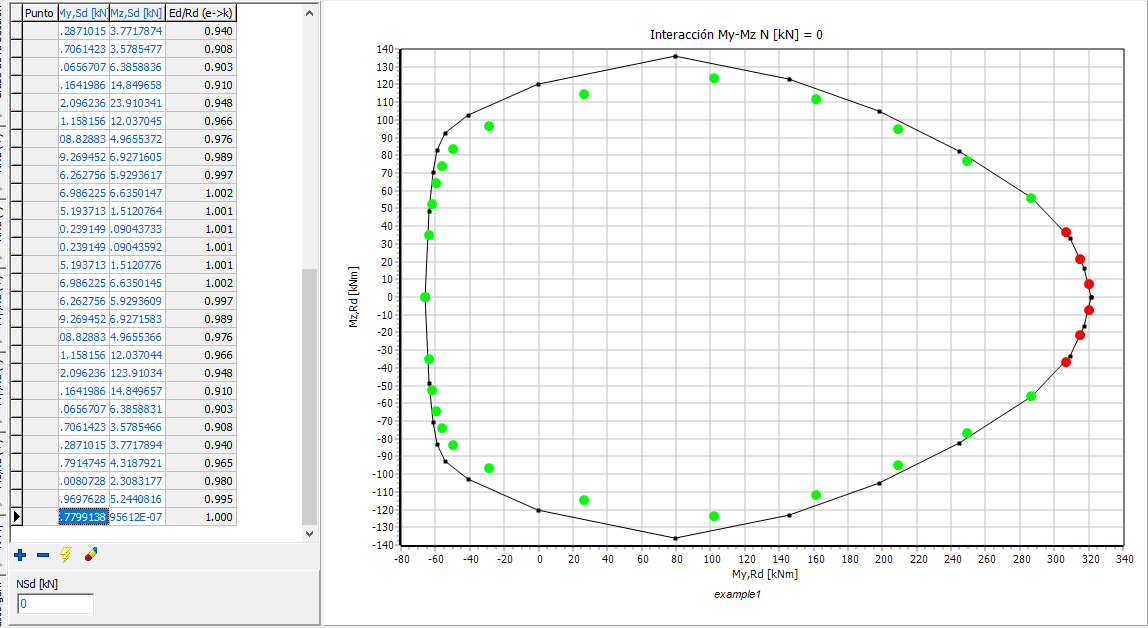 Punto My,Sd [kN Mz,Sd [kN] Ed/Rd (e->k)
.2871015 3.7717874 0.940
.7061423 3.5785477 0.908
.0656707 6.3858836 0.903
.1641986 14.849658 0.910
2.096236 23.910341 0.948
1.158156 12.037045 0.966
08.82883 4.9655372 0.976
9.269452 6.9271605 0.989
6.262756 5.9293617 0.997
6.986225 6.6350147 1.002
5.193713 1.5120764 1.001
0.239149 .09043733 1.001
0.239149 .09043592 1.001
5.193713 1.5120776 1.001
6.986225 6.6350145 1.002
6.262756 5.9293609 0.997
9.269452 6.9271583 0.989
08.82883 4.9655366 0.976
1.158156 12.037044 0.966
2.096236 123.91034 0.948
.1641986 14.849657 0.910
.0656707 6.3858831 0.903
.7061423 3.5785466 0.908
.2871015 3.7717894 0.940
.7914745 4.3187921 0.965
.0080728 2.3083177 0.980
.9697628 5.2440816 0.995
.7799138 95612E-07 1.000
NSd [kN]
0
Interacción My-Mz N [kN] = 0
140
130
120
110
100
90
80
70
60
50
40
30
20
10
0
-10
-20
-30
-40
-50
-60
-70
-80
-90
-100
-110
-120
-130
-140
Mz,Rd [kNm]
-80 -60 -40 -20 0 20 40 60 80 100 120 140 160 180 200 220 240 260 280 300 320 340
My,Rd [kNm]
example1